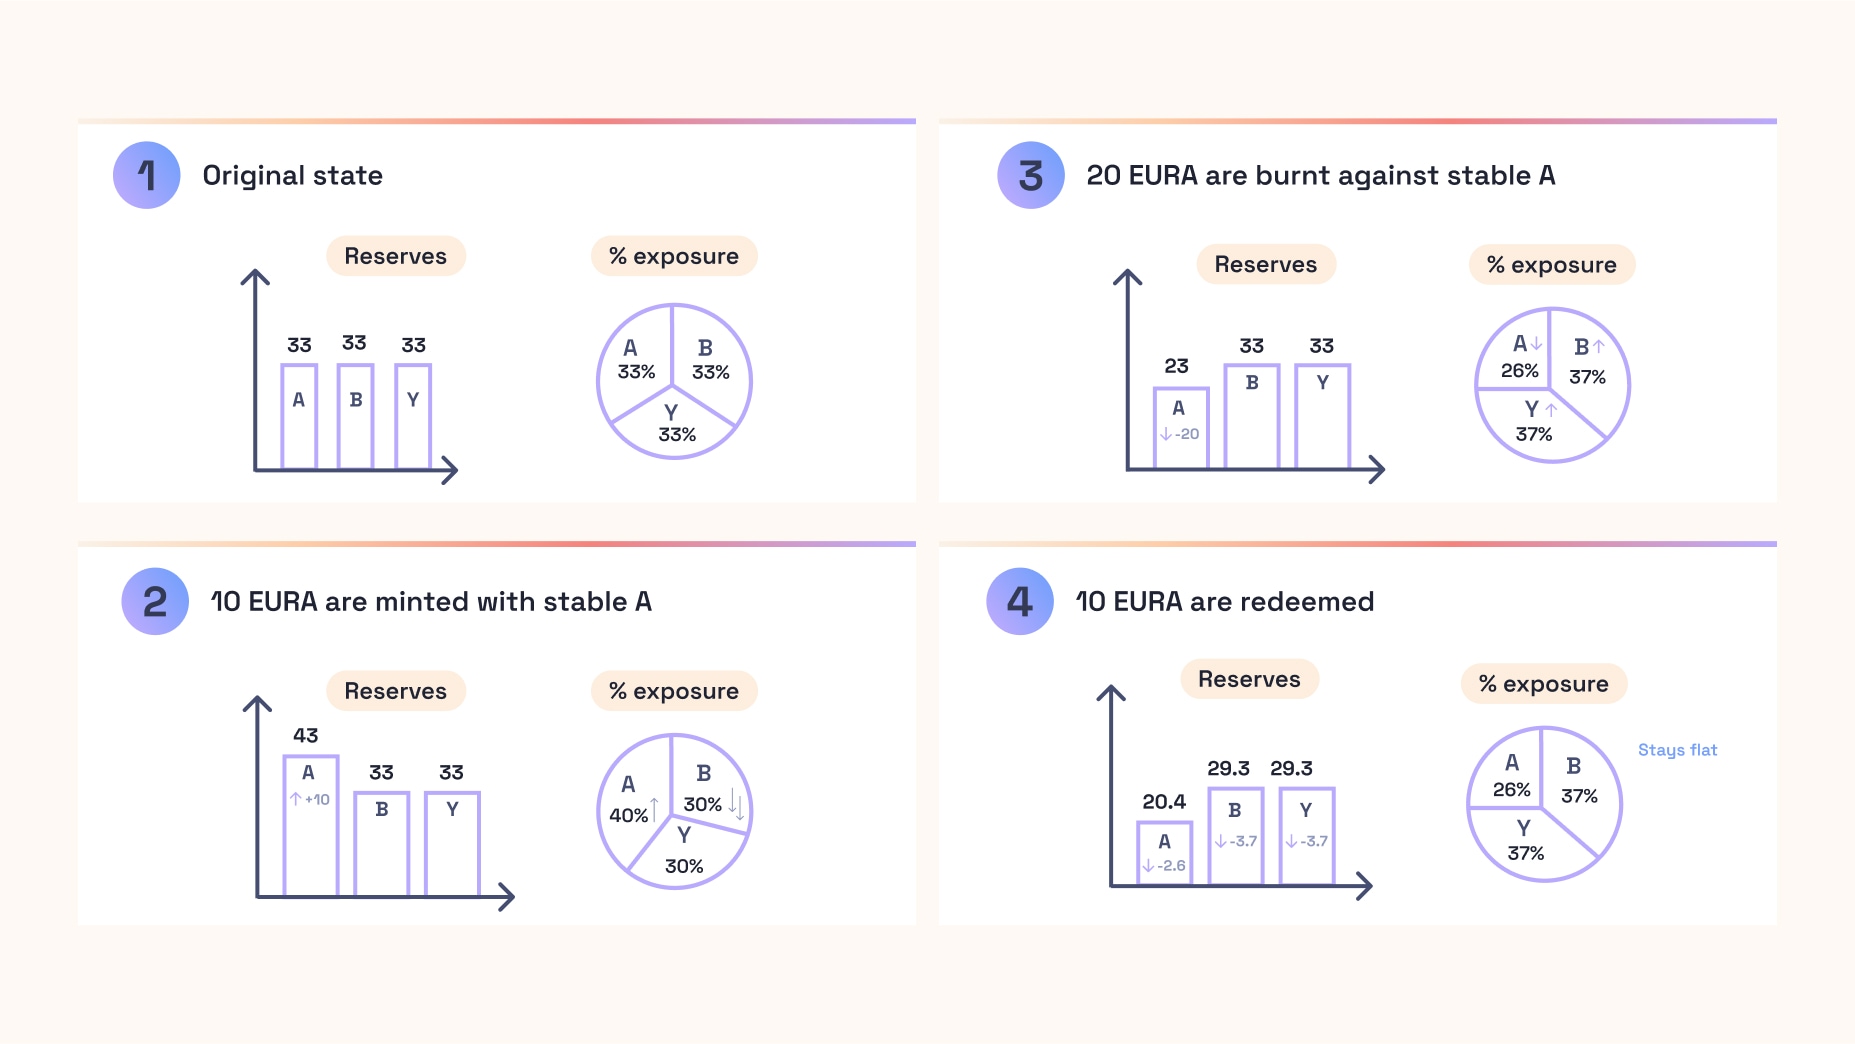 1
Original state
Reserves
% exposure
33
33
33
A
B
Y
A
33%
B
33%
Y
33%
2
10 EURA are minted with stable A
Reserves
% exposure
43
33
33
A
+10
B
Y
A
40%
B
30%
Y
30%
3
20 EURA are burnt against stable A
Reserves
% exposure
23
33
33
A
-20
B
Y
A
26%
B
37%
Y
37%
4
10 EURA are redeemed
Reserves
% exposure
20.4
29.3
29.3
A
-2.6
B
-3.7
Y
-3.7
A
26%
B
37%
Y
37%
Stays flat